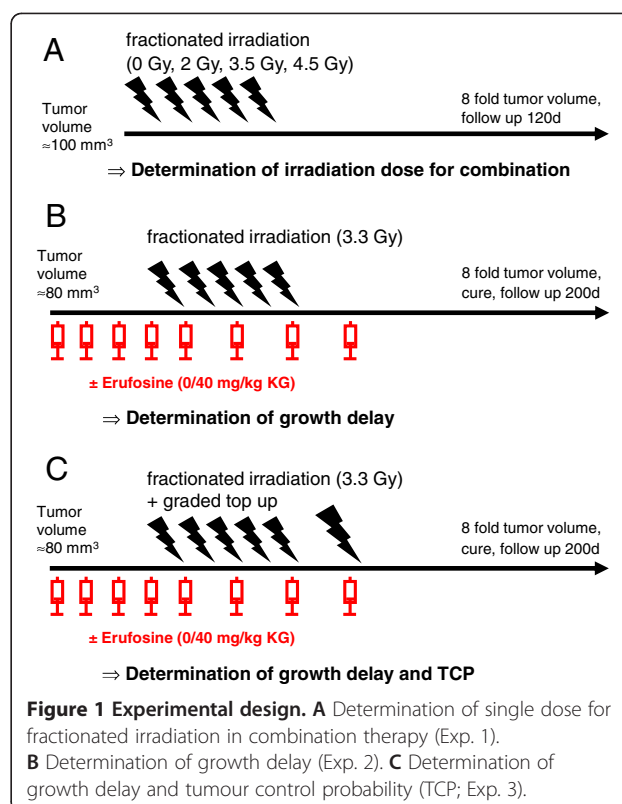 A
fractionated irradiation
(0 Gy, 2 Gy, 3.5 Gy, 4.5 Gy)
Tumor
volume
≈100 mm³
8 fold tumor volume,
follow up 120d
⇒ Determination of irradiation dose for combination
B
fractionated irradiation (3.3 Gy)
Tumor
volume
≈80 mm³
8 fold tumor volume,
cure, follow up 200d
± Erufosine (0/40 mg/kg KG)
⇒ Determination of growth delay
C
fractionated irradiation (3.3 Gy)
+ graded top up
Tumor
volume
≈80 mm³
8 fold tumor volume,
cure, follow up 200d
± Erufosine (0/40 mg/kg KG)
⇒ Determination of growth delay and TCP
Figure 1 Experimental design. A Determination of single dose for
fractionated irradiation in combination therapy (Exp. 1).
B Determination of growth delay (Exp. 2). C Determination of
growth delay and tumour control probability (TCP; Exp. 3).